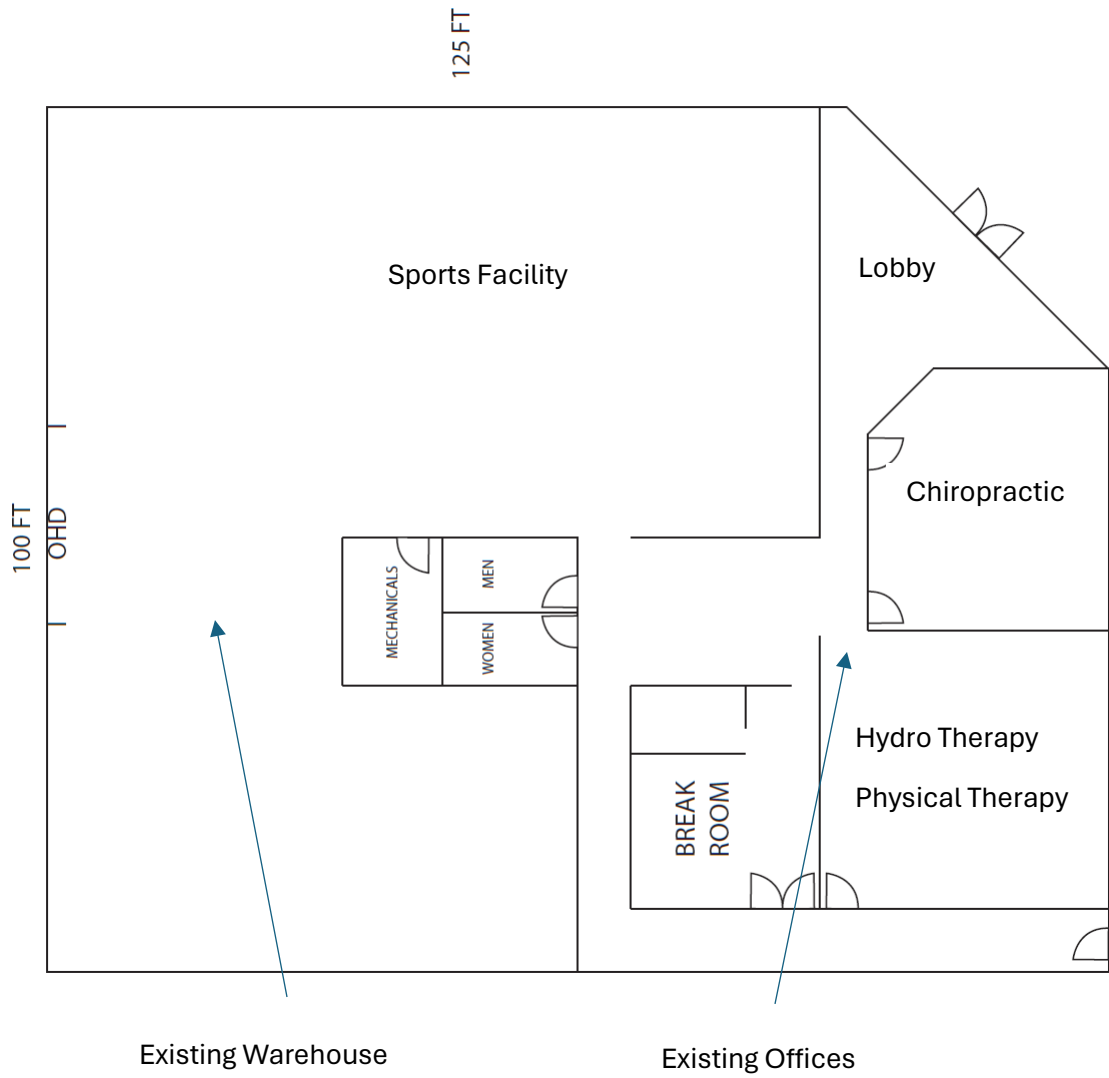 125 FT
Sports Facility
Lobby
Chiropractic
100 FT
OHD
MECHANICALS
MEN
WOMEN
Hydro Therapy
Physical Therapy
BREAK
ROOM
Existing Warehouse
Existing Offices